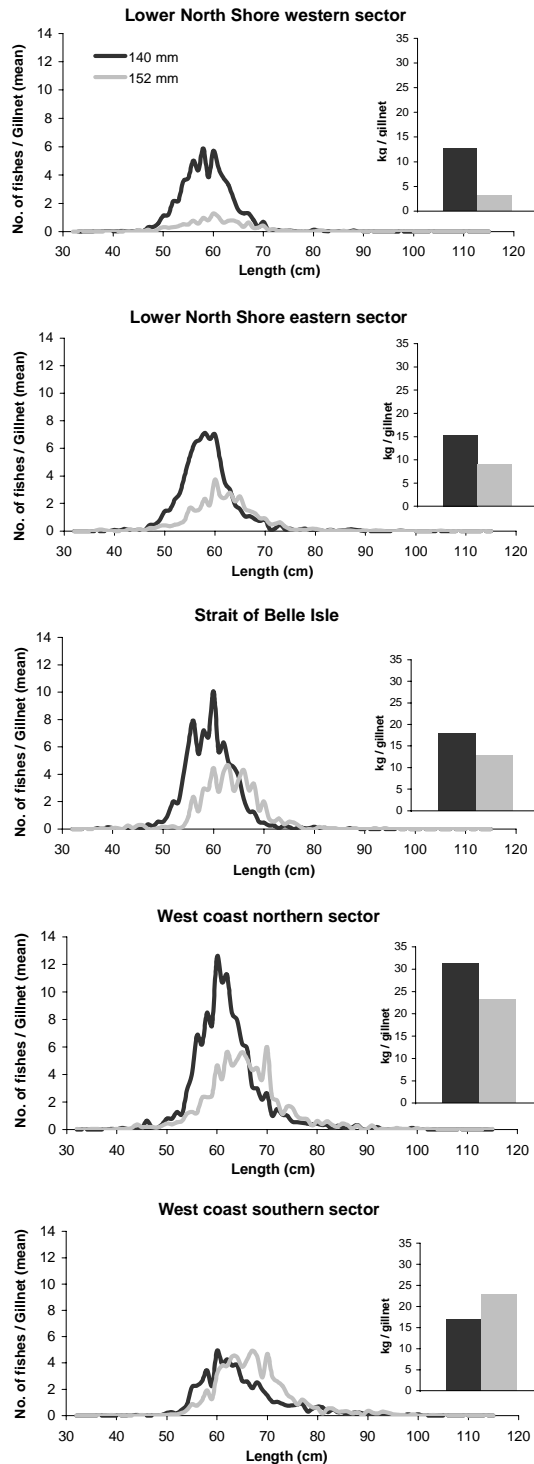 Lower North Shore western sector
No. of fishes / Gillnet (mean)
14
12
10
8
6
4
2
0
140 mm
152 mm
kg / gillnet
35
30
25
20
15
10
5
0
30 40 50 60 70 80 90 100 110 120
Length (cm)
Lower North Shore eastern sector
No. of fishes / Gillnet (mean)
14
12
10
8
6
4
2
0
kg / gillnet
35
30
25
20
15
10
5
0
30 40 50 60 70 80 90 100 110 120
Length (cm)
Strait of Belle Isle
No. of fishes / Gillnet (mean)
14
12
10
8
6
4
2
0
kg / gillnet
35
30
25
20
15
10
5
0
30 40 50 60 70 80 90 100 110 120
Length (cm)
West coast northern sector
No. of fishes / Gillnet (mean)
14
12
10
8
6
4
2
0
kg / gillnet
35
30
25
20
15
10
5
0
30 40 50 60 70 80 90 100 110 120
Length (cm)
West coast southern sector
No. of fishes / Gillnet (mean)
14
12
10
8
6
4
2
0
kg / gillnet
35
30
25
20
15
10
5
0
30 40 50 60 70 80 90 100 110 120
Length (cm)